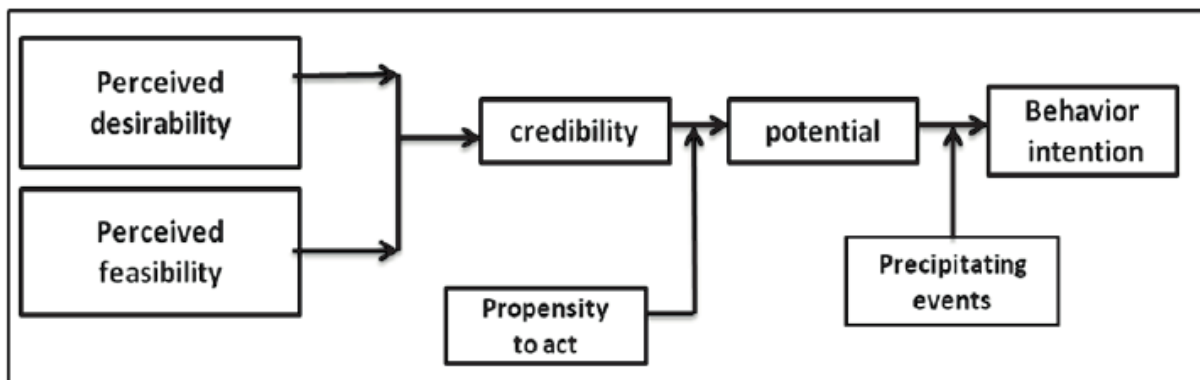 Perceived
desirability
Perceived
feasibility
credibility
potential
Behavior
intention
Propensity
to act
Precipitating
events